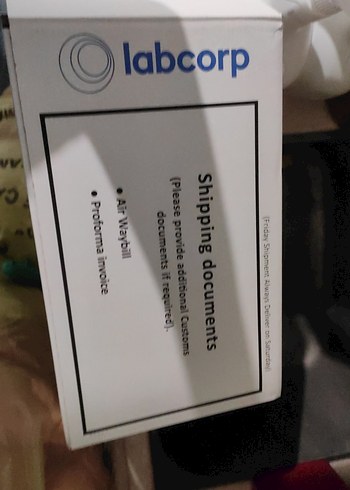 labcorp
(Friday Shipment Always Deliver on Saturday)
Shipping documents
(Please provide additional Customs
documents if required).
• Air Waybill
• Proforma invoice